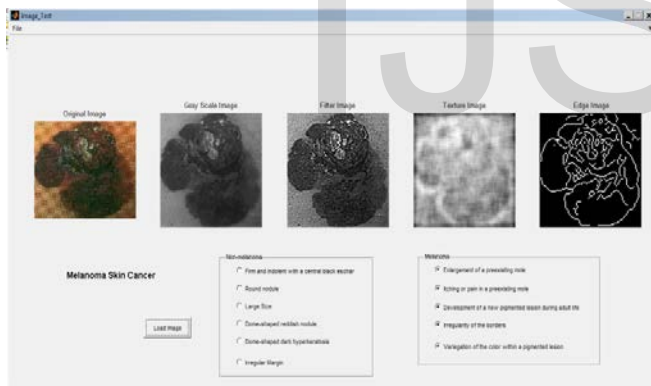 Image_Test
File
IJS
Original Image
Gray Scale Image
Filter Image
Texture Image
Edge Image
Melanoma Skin Cancer
Load Image
Non-melanoma
Firm and indolent with a central black eschar
Round nodule
Large Size
Dome-shaped reddish nodule
Dome-shaped dark hyperkeratosis
Irregular Margin
Melanoma
Enlargement of a preexisting mole
Itching or pain in a preexisting mole
Development of a new pigmented lesion during adult life
Irregularity of the borders
Variegation of the color within a pigmented lesion